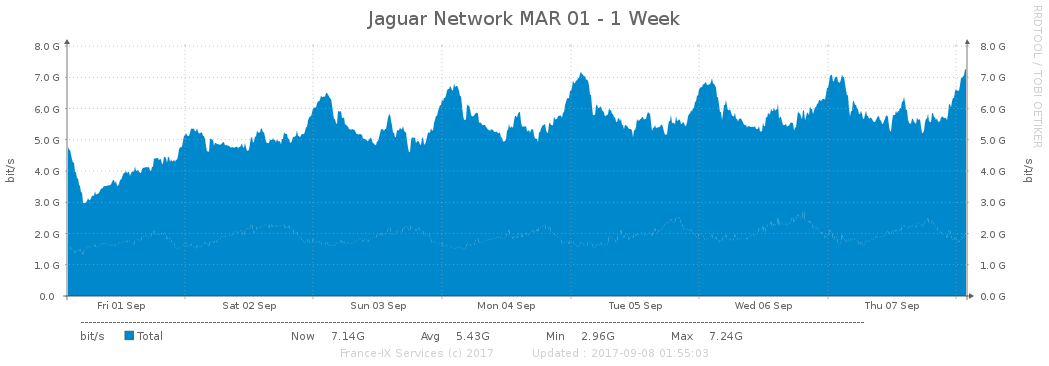 Jaguar Network MAR 01 - 1 Week
RRDTOOL / TOBI OETIKER
8.0 G 8.0 G
7.0 G 7.0 G
6.0 G 6.0 G
5.0 G 5.0 G
4.0 G 4.0 G
3.0 G 3.0 G
2.0 G 2.0 G
1.0 G 1.0 G
0.0 0.0 G
bit/s bit/s
Fri 01 Sep Sat 02 Sep Sun 03 Sep Mon 04 Sep Tue 05 Sep Wed 06 Sep Thu 07 Sep
bit/s Total Now 7.14G Avg 5.43G Min 2.96G Max 7.24G
France-IX Services (c) 2017 Updated : 2017-09-08 01:55:03